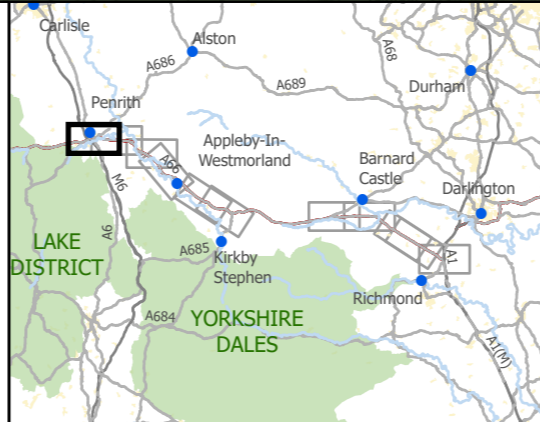 Carlisle
Alston
A68
A686
A689
Durham
Penrith
Appleby-In-
Westmorland
A66
Barnard
Castle
Darlington
M6
A6
LAKE
DISTRICT
A685
Kirkby
Stephen
A1
Richmond
A684
YORKSHIRE
DALES
A1(M)